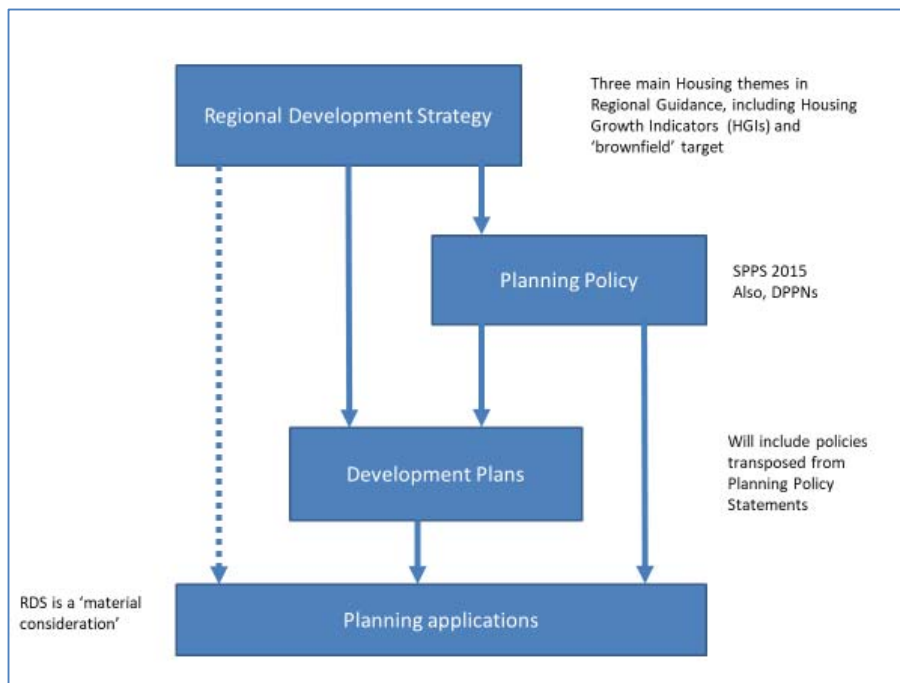 Regional Development Strategy
Three main Housing themes in
Regional Guidance, including Housing
Growth Indicators (HGIs) and
‘brownfield’ target
Planning Policy
SPPS 2015
Also, DPPNs
Development Plans
Will include policies
transposed from
Planning Policy
Statements
RDS is a ‘material
consideration’
Planning applications